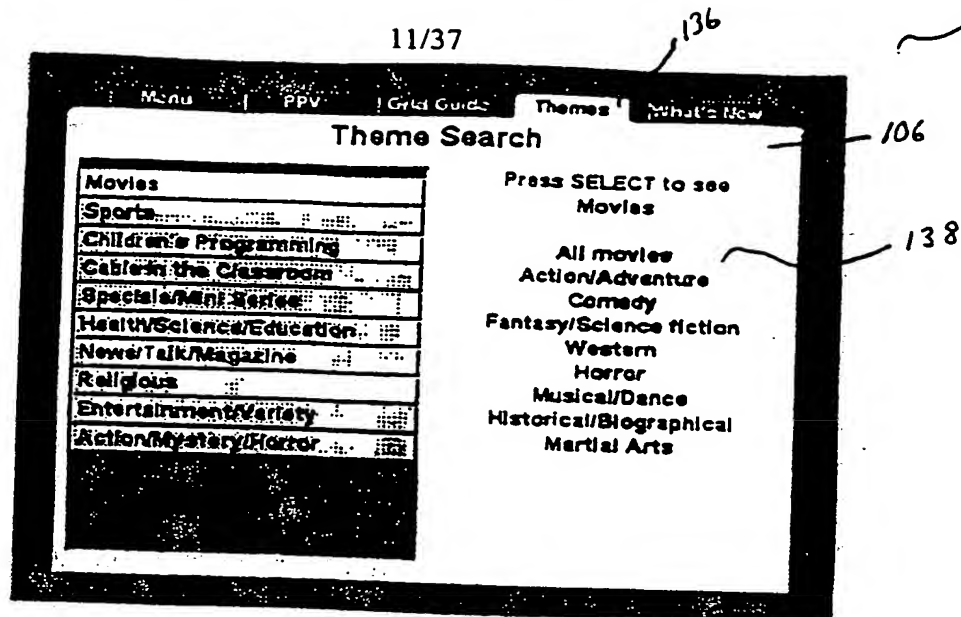 11/37
136
Menu PPV Grid Guide Themes What's New
Theme Search
106
Movies
Sports
Children's Programming
Cable in the Classroom
Specials/Mini Series
Health/Science/Education
News/Talk/Magazine
Religious
Entertainment/Variety
Action/Mystery/Horror
Press SELECT to see
Movies
138
All movies
Action/Adventure
Comedy
Fantasy/Science fiction
Western
Horror
Musical/Dance
Historical/Biographical
Martial Arts